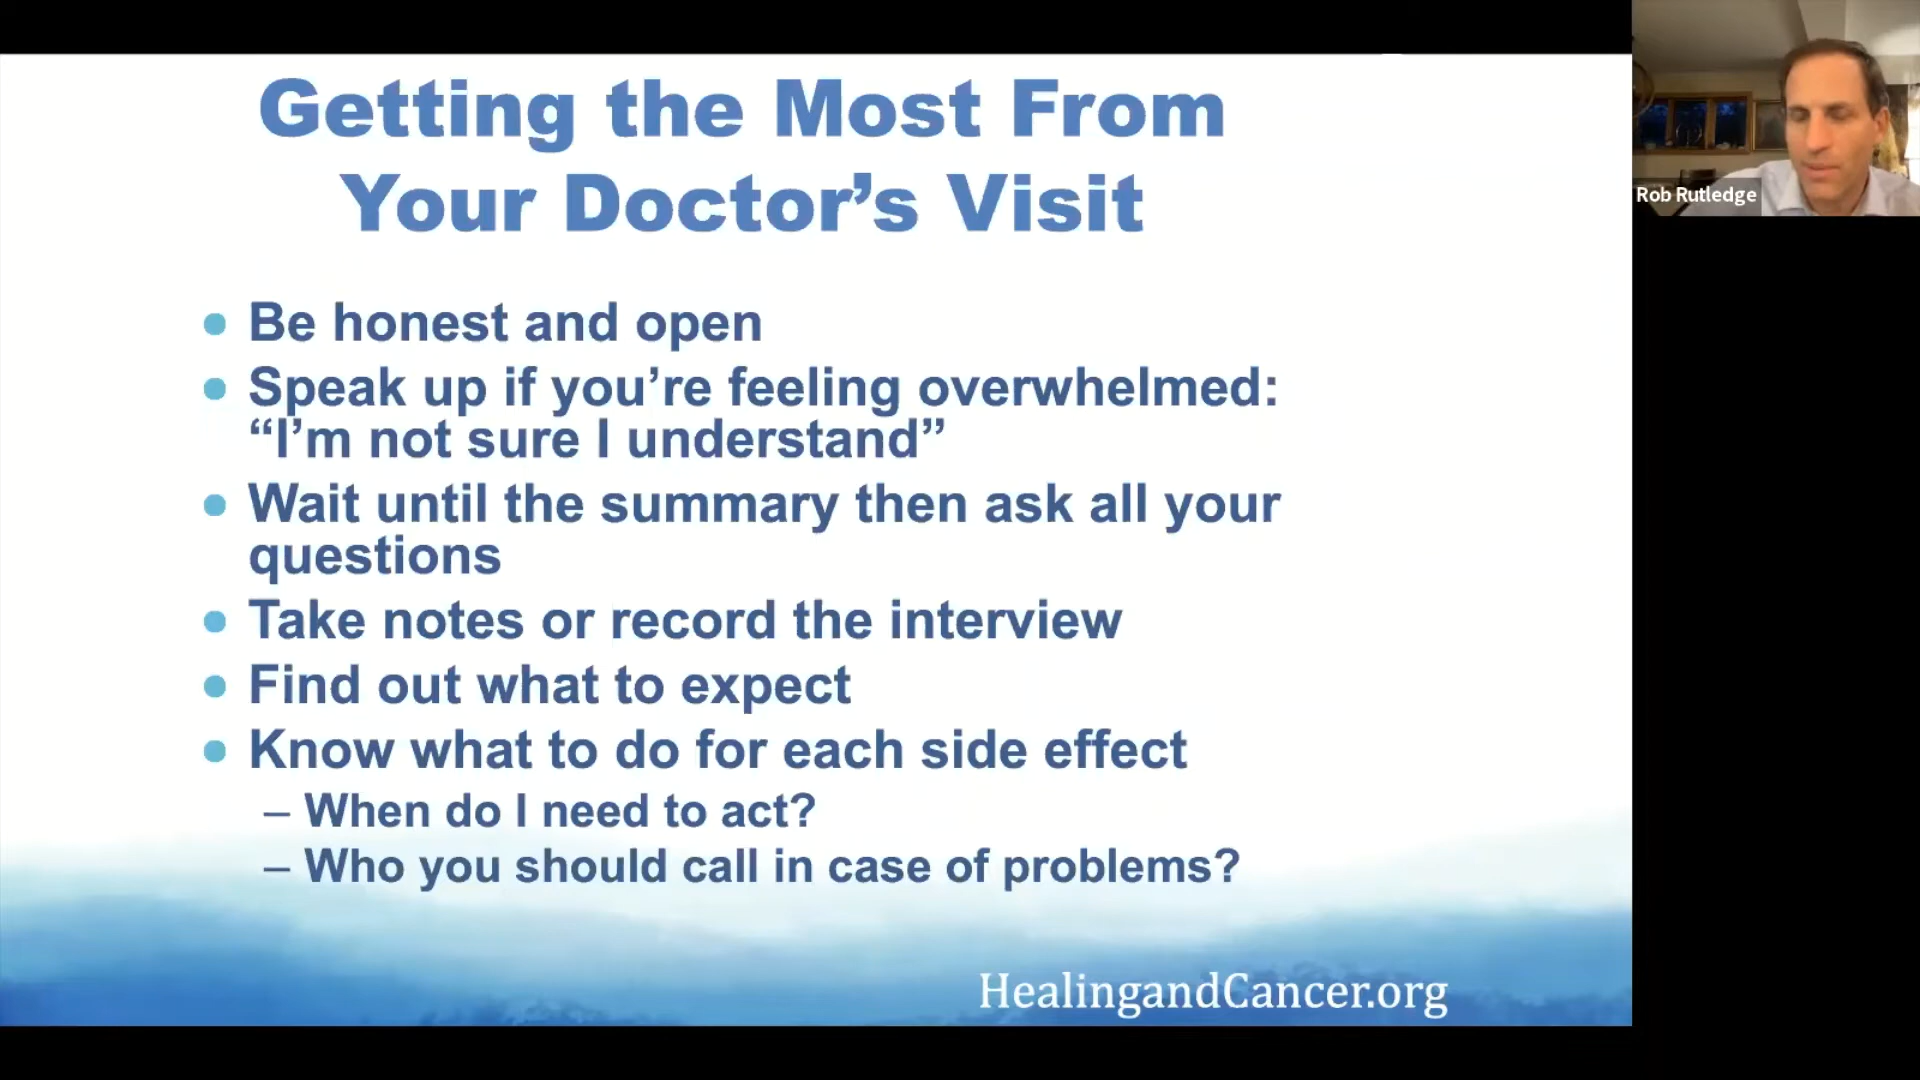 Getting the Most From
Your Doctor’s Visit
• Be honest and open
• Speak up if you’re feeling overwhelmed:
“I’m not sure I understand”
• Wait until the summary then ask all your
questions
• Take notes or record the interview
• Find out what to expect
• Know what to do for each side effect
– When do I need to act?
– Who you should call in case of problems?
HealingandCancer.org
Rob Rutledge